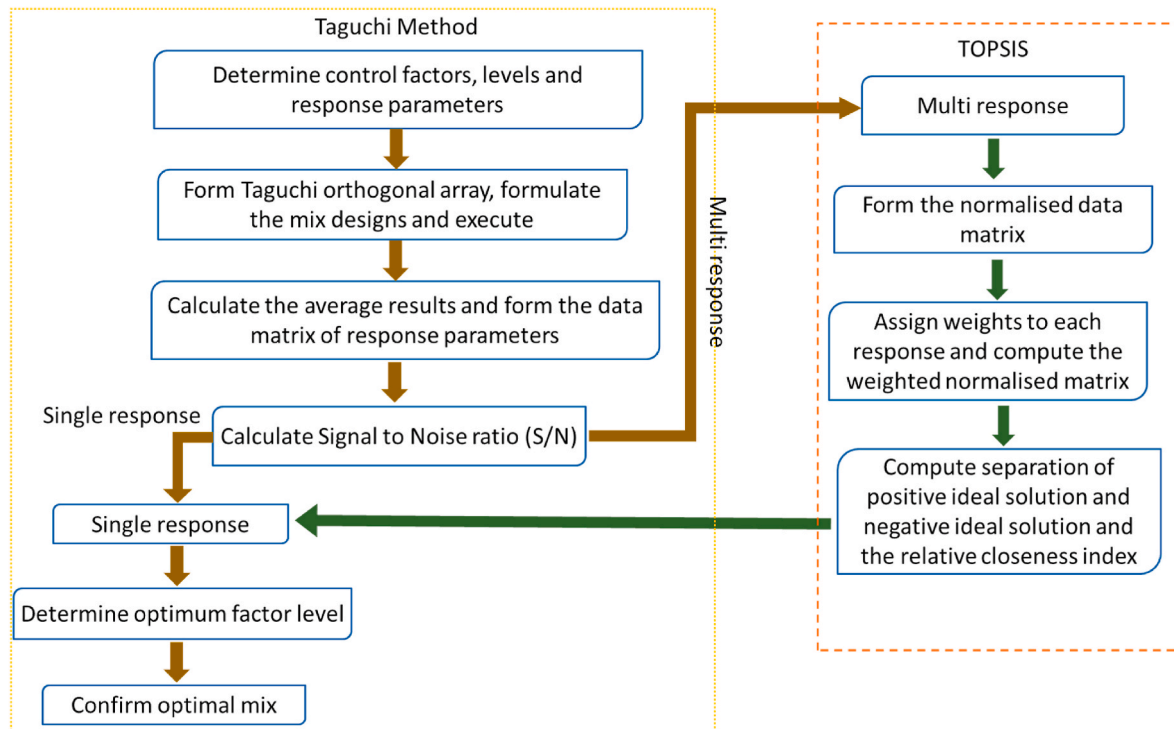 Taguchi Method
Determine control factors, levels and
response parameters
Form Taguchi orthogonal array, formulate
the mix designs and execute
Calculate the average results and form the data
matrix of response parameters
Single response
Calculate Signal to Noise ratio (S/N)
Single response
Determine optimum factor level
Confirm optimal mix
Multi response
TOPSIS
Multi response
Form the normalised data
matrix
Assign weights to each
response and compute the
weighted normalised matrix
Compute separation of
positive ideal solution and
negative ideal solution and
the relative closeness index